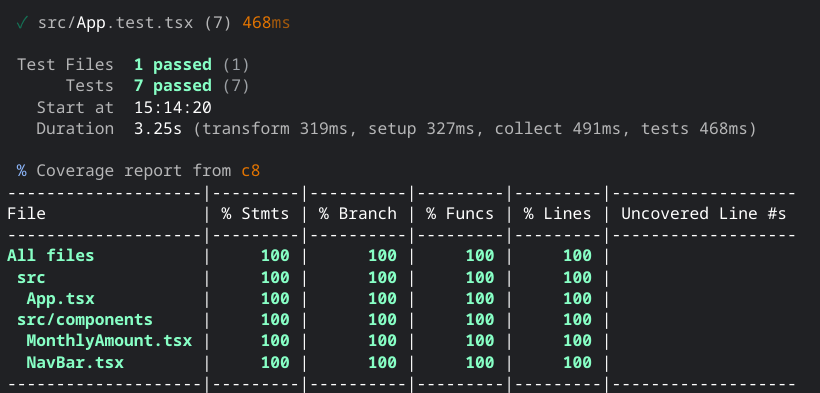 ✓ src/App.test.tsx (7) 468ms
Test Files  1 passed (1)
Tests  7 passed (7)
Start at  15:14:20
Duration  3.25s (transform 319ms, setup 327ms, collect 491ms, tests 468ms)
% Coverage report from c8
--------------------|---------|----------|---------|---------|-------------------
File                | % Stmts | % Branch | % Funcs | % Lines | Uncovered Line #s
--------------------|---------|----------|---------|---------|-------------------
All files           |     100 |      100 |     100 |     100 |
 src                |     100 |      100 |     100 |     100 |
  App.tsx           |     100 |      100 |     100 |     100 |
 src/components     |     100 |      100 |     100 |     100 |
  MonthlyAmount.tsx |     100 |      100 |     100 |     100 |
  NavBar.tsx        |     100 |      100 |     100 |     100 |
--------------------|---------|----------|---------|---------|-------------------